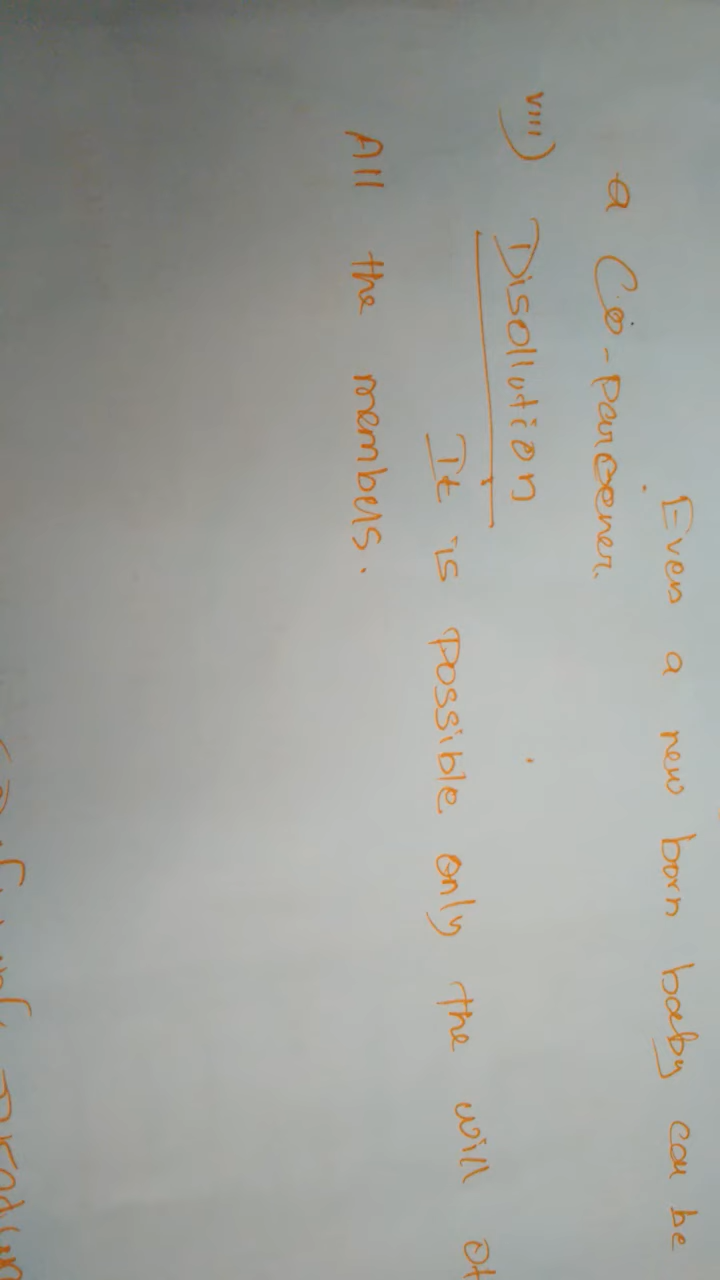 Even a new born baby can be
a Co-parcener.
viii) Disollution
It is possible only the will of
All the members.